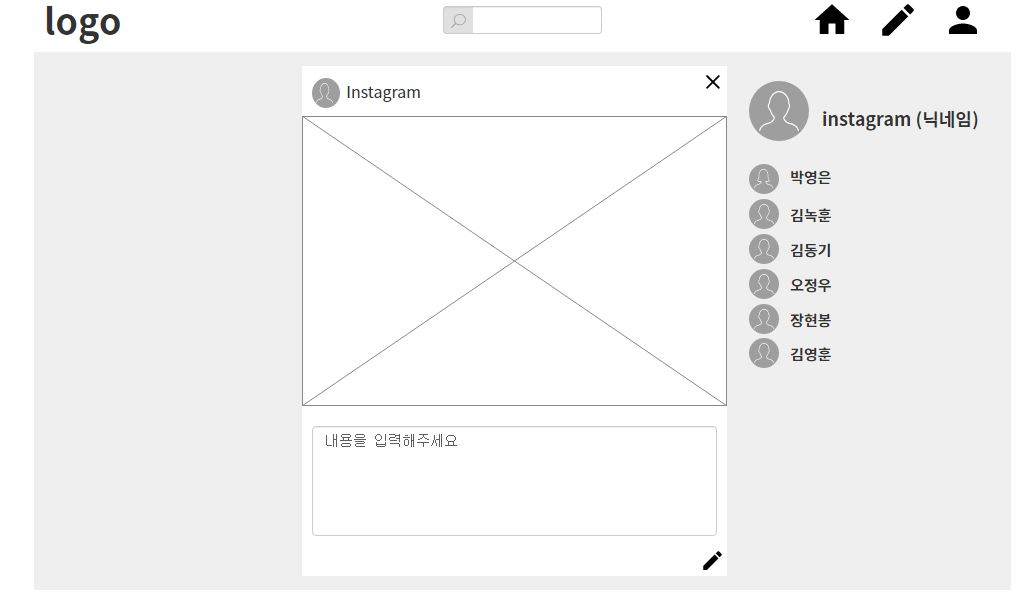 logo
Instagram
instagram (닉네임)
박영은
김녹훈
김동기
오정우
장현봉
김영훈
내용을 입력해주세요